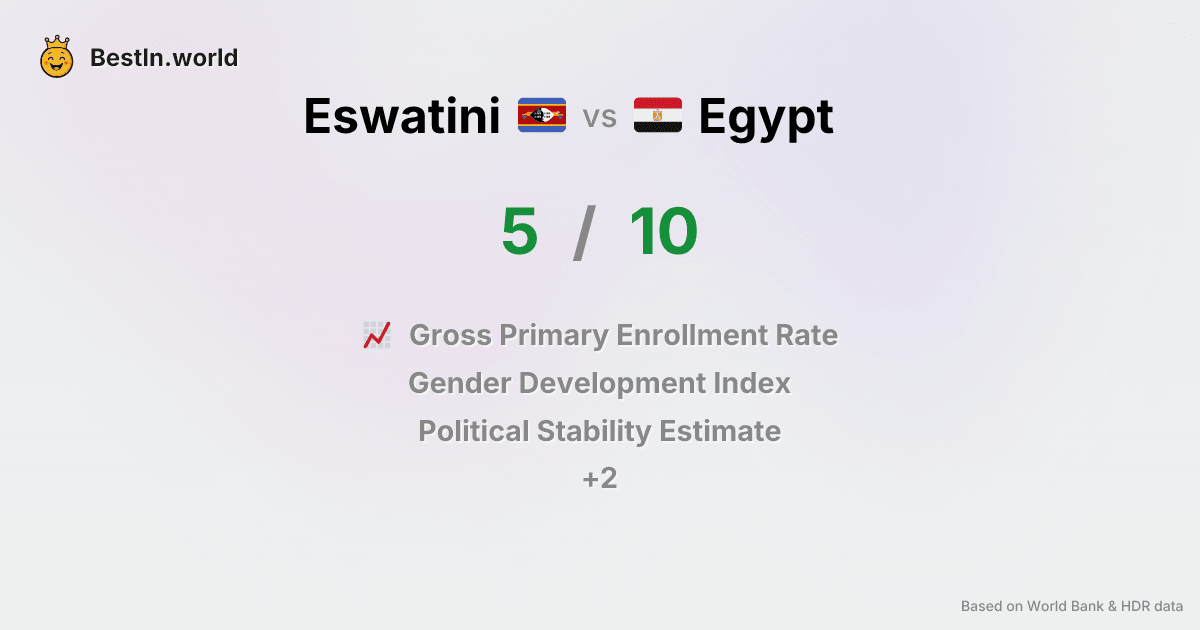 BestIn.world
Eswatini vs Egypt
5 / 10
Gross Primary Enrollment Rate
Gender Development Index
Political Stability Estimate
+2
Based on World Bank & HDR data